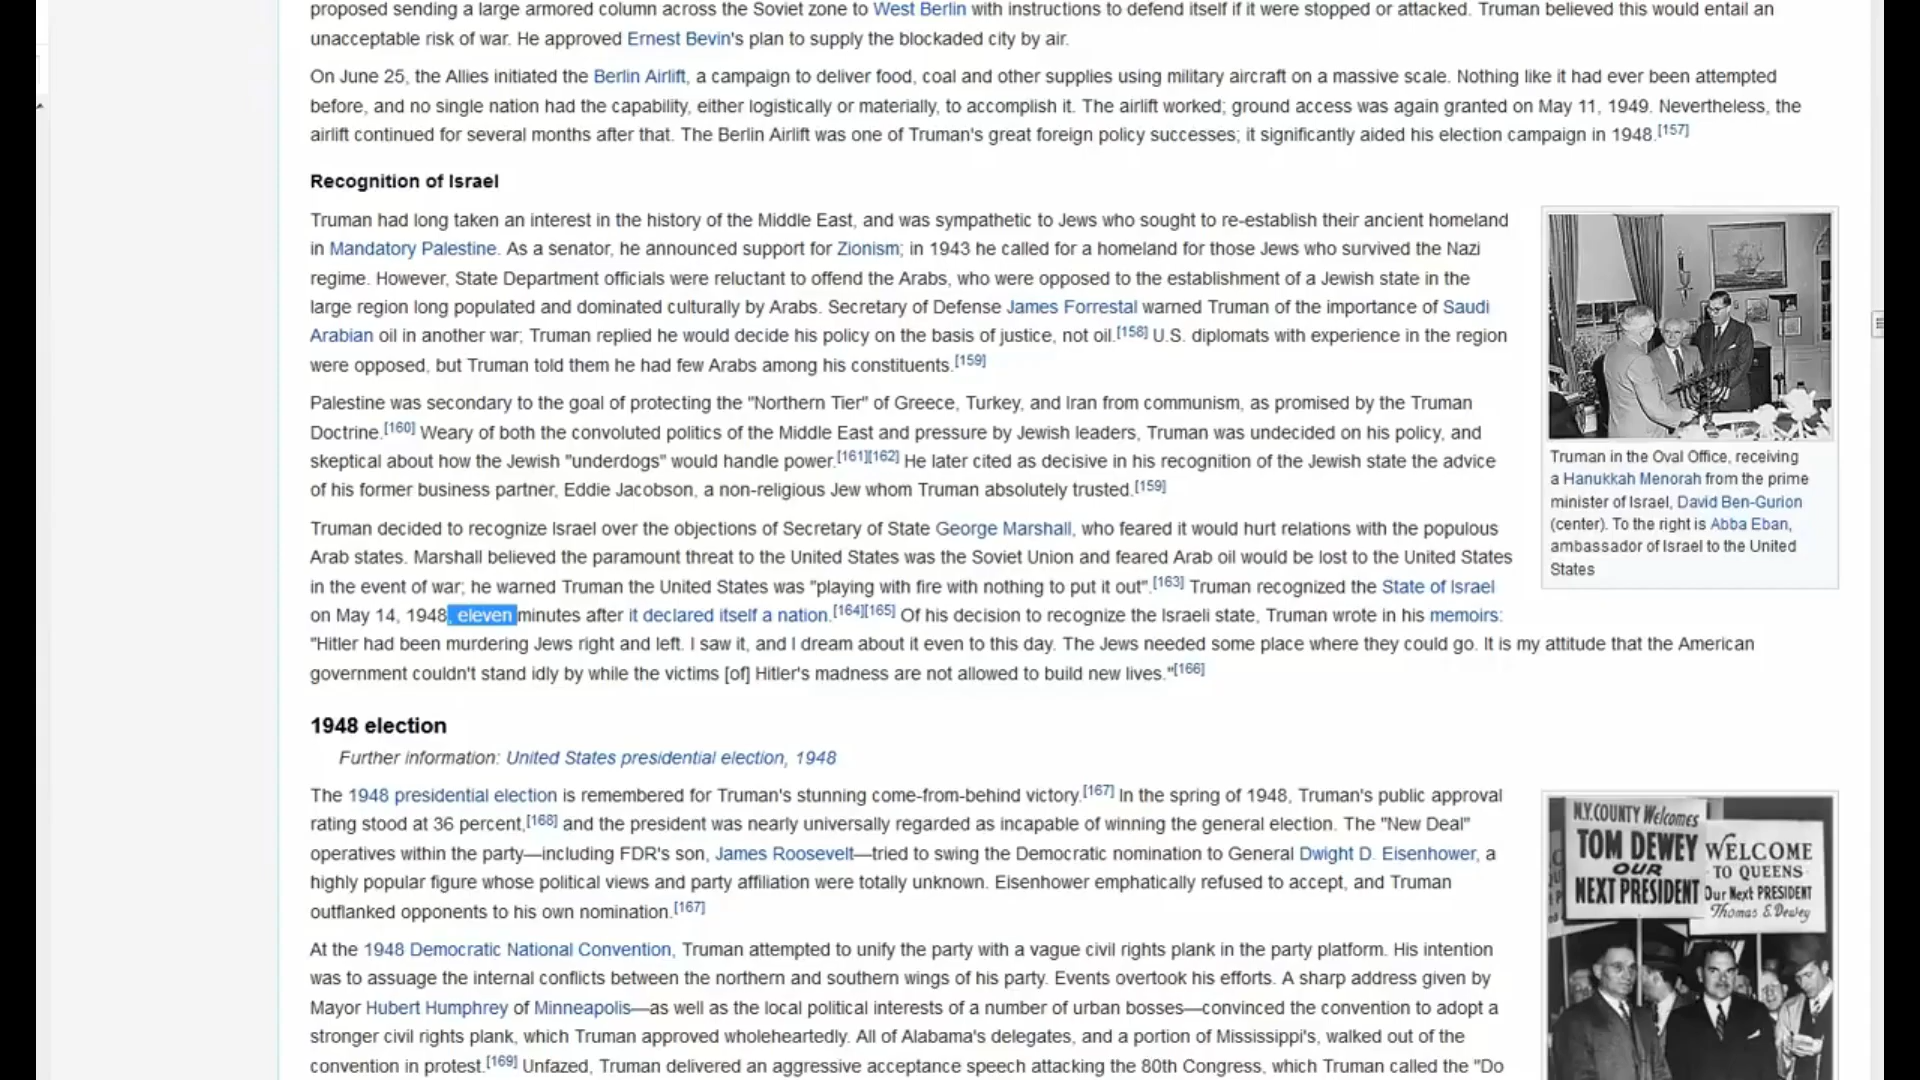 proposed sending a large armored column across the Soviet zone to West Berlin with instructions to defend itself if it were stopped or attacked. Truman believed this would entail an
unacceptable risk of war. He approved Ernest Bevin's plan to supply the blockaded city by air.
On June 25, the Allies initiated the Berlin Airlift, a campaign to deliver food, coal and other supplies using military aircraft on a massive scale. Nothing like it had ever been attempted
before, and no single nation had the capability, either logistically or materially, to accomplish it. The airlift worked; ground access was again granted on May 11, 1949. Nevertheless, the
airlift continued for several months after that. The Berlin Airlift was one of Truman's great foreign policy successes; it significantly aided his election campaign in 1948.[157]
Recognition of Israel
Truman had long taken an interest in the history of the Middle East, and was sympathetic to Jews who sought to re-establish their ancient homeland
in Mandatory Palestine. As a senator, he announced support for Zionism; in 1943 he called for a homeland for those Jews who survived the Nazi
regime. However, State Department officials were reluctant to offend the Arabs, who were opposed to the establishment of a Jewish state in the
large region long populated and dominated culturally by Arabs. Secretary of Defense James Forrestal warned Truman of the importance of Saudi
Arabian oil in another war; Truman replied he would decide his policy on the basis of justice, not oil.[158] U.S. diplomats with experience in the region
were opposed, but Truman told them he had few Arabs among his constituents.[159]
Palestine was secondary to the goal of protecting the "Northern Tier" of Greece, Turkey, and Iran from communism, as promised by the Truman
Doctrine.[160] Weary of both the convoluted politics of the Middle East and pressure by Jewish leaders, Truman was undecided on his policy, and
skeptical about how the Jewish "underdogs" would handle power.[161][162] He later cited as decisive in his recognition of the Jewish state the advice
of his former business partner, Eddie Jacobson, a non-religious Jew whom Truman absolutely trusted.[159]
Truman decided to recognize Israel over the objections of Secretary of State George Marshall, who feared it would hurt relations with the populous
Arab states. Marshall believed the paramount threat to the United States was the Soviet Union and feared Arab oil would be lost to the United States
in the event of war; he warned Truman the United States was "playing with fire with nothing to put it out".[163] Truman recognized the State of Israel
on May 14, 1948, eleven minutes after it declared itself a nation.[164][165] Of his decision to recognize the Israeli state, Truman wrote in his memoirs:
"Hitler had been murdering Jews right and left. I saw it, and I dream about it even to this day. The Jews needed some place where they could go. It is my attitude that the American
government couldn't stand idly by while the victims [of] Hitler's madness are not allowed to build new lives."[166]
Truman in the Oval Office, receiving
a Hanukkah Menorah from the prime
minister of Israel, David Ben-Gurion
(center). To the right is Abba Eban,
ambassador of Israel to the United
States
1948 election
Further information: United States presidential election, 1948
The 1948 presidential election is remembered for Truman's stunning come-from-behind victory.[167] In the spring of 1948, Truman's public approval
rating stood at 36 percent,[168] and the president was nearly universally regarded as incapable of winning the general election. The "New Deal"
operatives within the party—including FDR's son, James Roosevelt—tried to swing the Democratic nomination to General Dwight D. Eisenhower, a
highly popular figure whose political views and party affiliation were totally unknown. Eisenhower emphatically refused to accept, and Truman
outflanked opponents to his own nomination.[167]
At the 1948 Democratic National Convention, Truman attempted to unify the party with a vague civil rights plank in the party platform. His intention
was to assuage the internal conflicts between the northern and southern wings of his party. Events overtook his efforts. A sharp address given by
Mayor Hubert Humphrey of Minneapolis—as well as the local political interests of a number of urban bosses—convinced the convention to adopt a
stronger civil rights plank, which Truman approved wholeheartedly. All of Alabama's delegates, and a portion of Mississippi's, walked out of the
convention in protest.[169] Unfazed, Truman delivered an aggressive acceptance speech attacking the 80th Congress, which Truman called the "Do
N.Y. COUNTY Welcomes
TOM DEWEY
OUR
NEXT PRESIDENT
WELCOME
TO QUEENS
Our Next PRESIDENT
Thomas E. Dewey